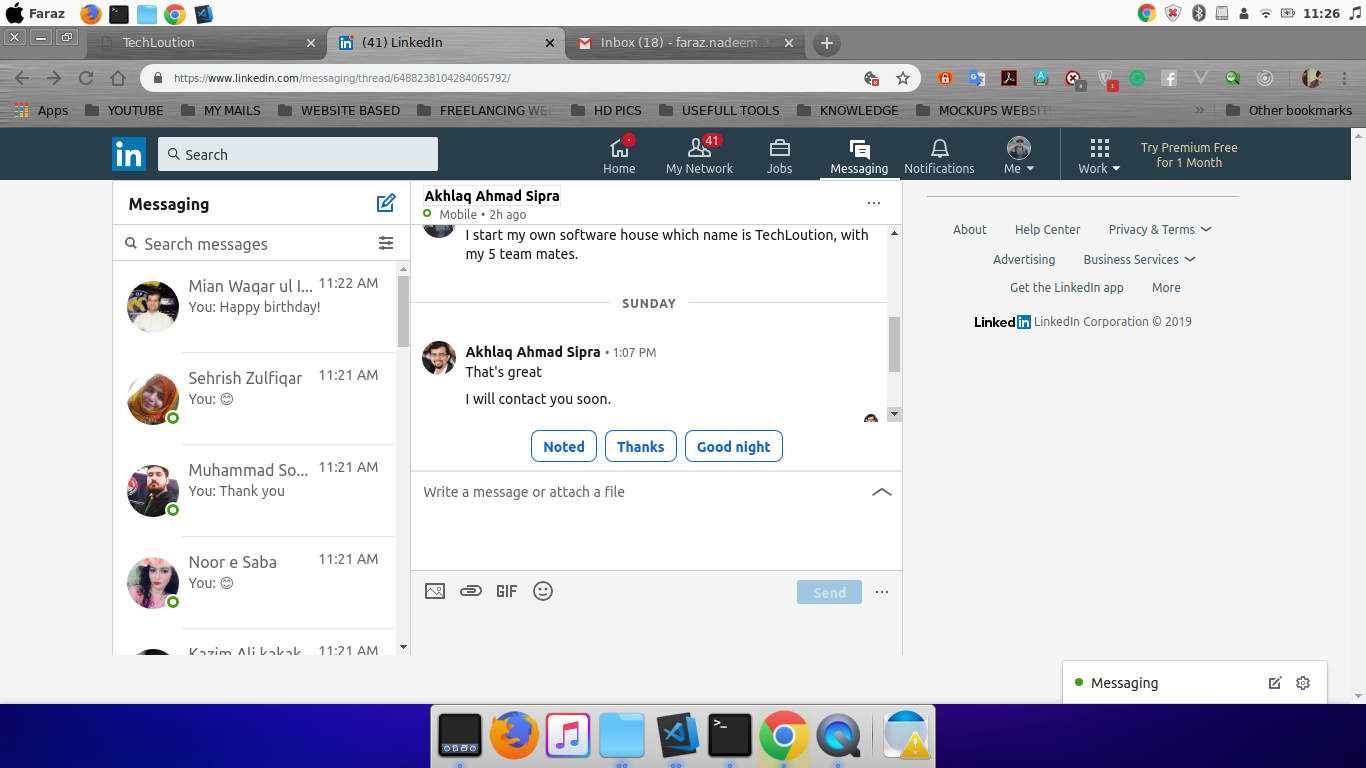 Faraz
11:26
TechLoution
(41) LinkedIn
Inbox (18) - faraz.nadeem.
https://www.linkedin.com/messaging/thread/6488238104284065792/
Apps
YOUTUBE
MY MAILS
WEBSITE BASED
FREELANCING WE
HD PICS
USEFULL TOOLS
KNOWLEDGE
MOCKUPS WEBSIT
»
Other bookmarks
in
Search
Home
41
My Network
Jobs
Messaging
Notifications
Me
Work
Try Premium Free
for 1 Month
Messaging
Search messages
Mian Waqar ul I...
11:22 AM
You: Happy birthday!
Sehrish Zulfiqar
11:21 AM
You: 😊
Muhammad So...
11:21 AM
You: Thank you
Noor e Saba
11:21 AM
You: 😊
Kazim Ali kakak
11:21 AM
Akhlaq Ahmad Sipra
Mobile • 2h ago
I start my own software house which name is TechLoution, with
my 5 team mates.
SUNDAY
Akhlaq Ahmad Sipra • 1:07 PM
That's great
I will contact you soon.
Noted
Thanks
Good night
Write a message or attach a file
GIF
Send
About
Help Center
Privacy & Terms
Advertising
Business Services
Get the LinkedIn app
More
LinkedIn LinkedIn Corporation © 2019
Messaging